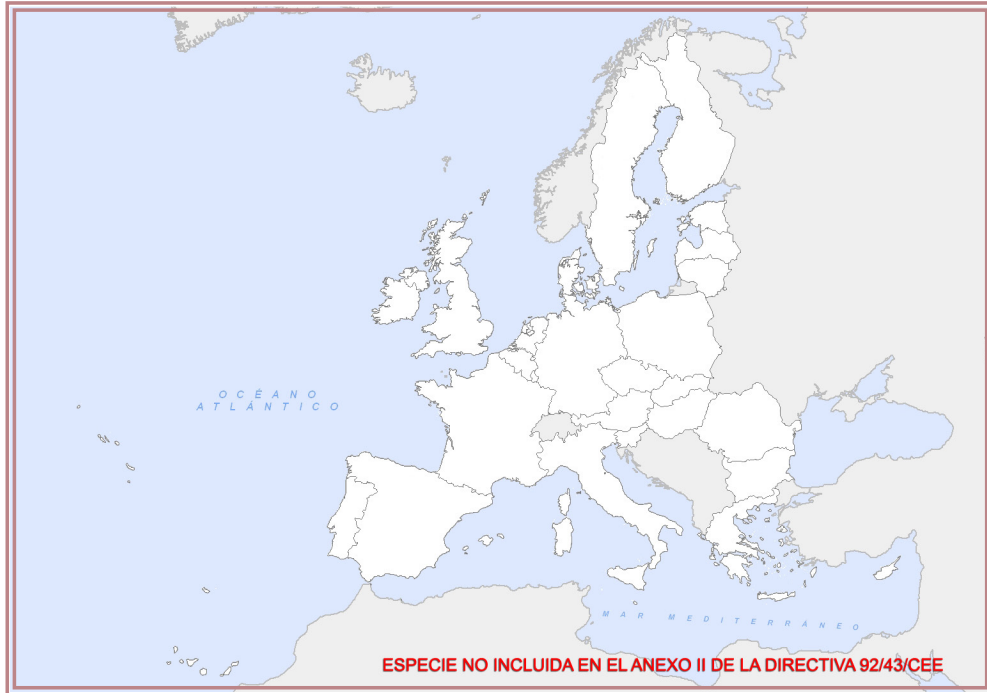 OCÉANO
ATLÁNTICO
MAR MEDITERRÁNEO
ESPECIE NO INCLUIDA EN EL ANEXO II DE LA DIRECTIVA 92/43/CEE